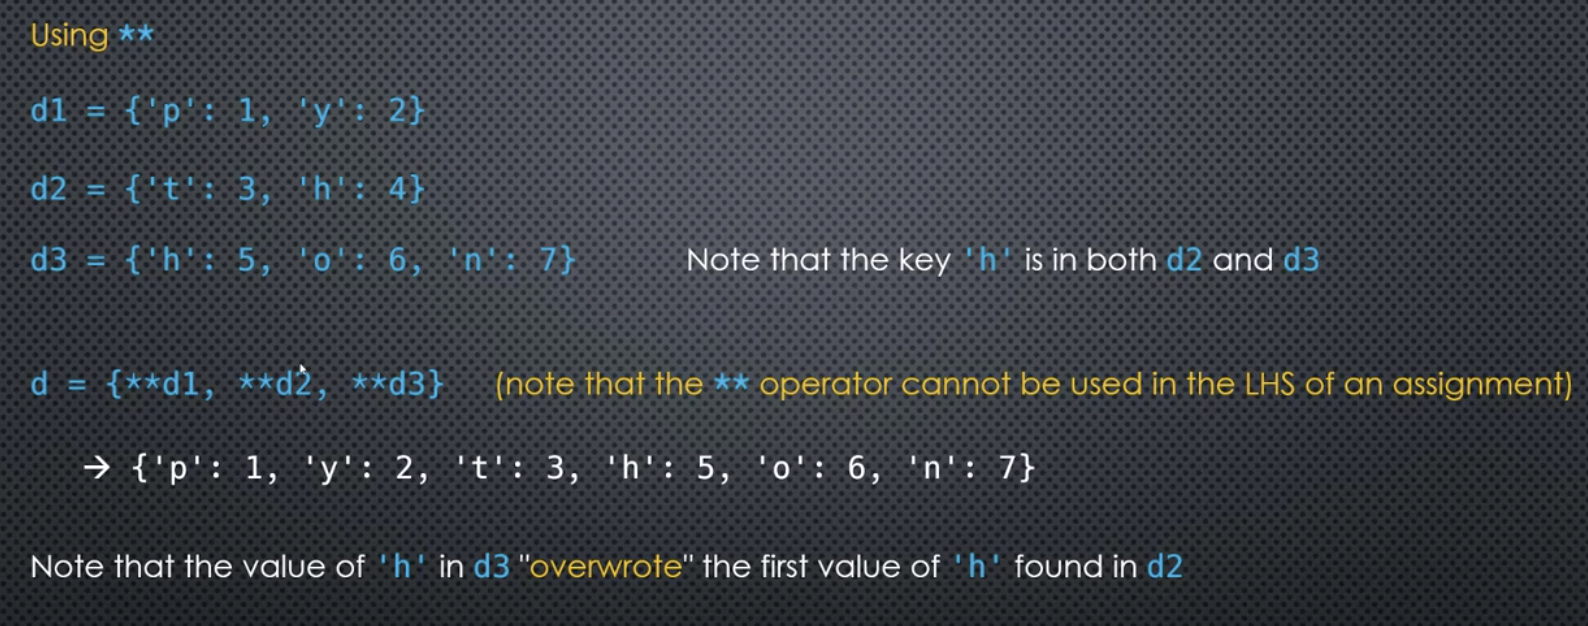 Using **
d1 = {'p': 1, 'y': 2}
d2 = {'t': 3, 'h': 4}
d3 = {'h': 5, 'o': 6, 'n': 7} Note that the key 'h' is in both d2 and d3
d = {**d1, **d2, **d3} (note that the ** operator cannot be used in the LHS of an assignment)
→ {'p': 1, 'y': 2, 't': 3, 'h': 5, 'o': 6, 'n': 7}
Note that the value of 'h' in d3 "overwrote" the first value of 'h' found in d2